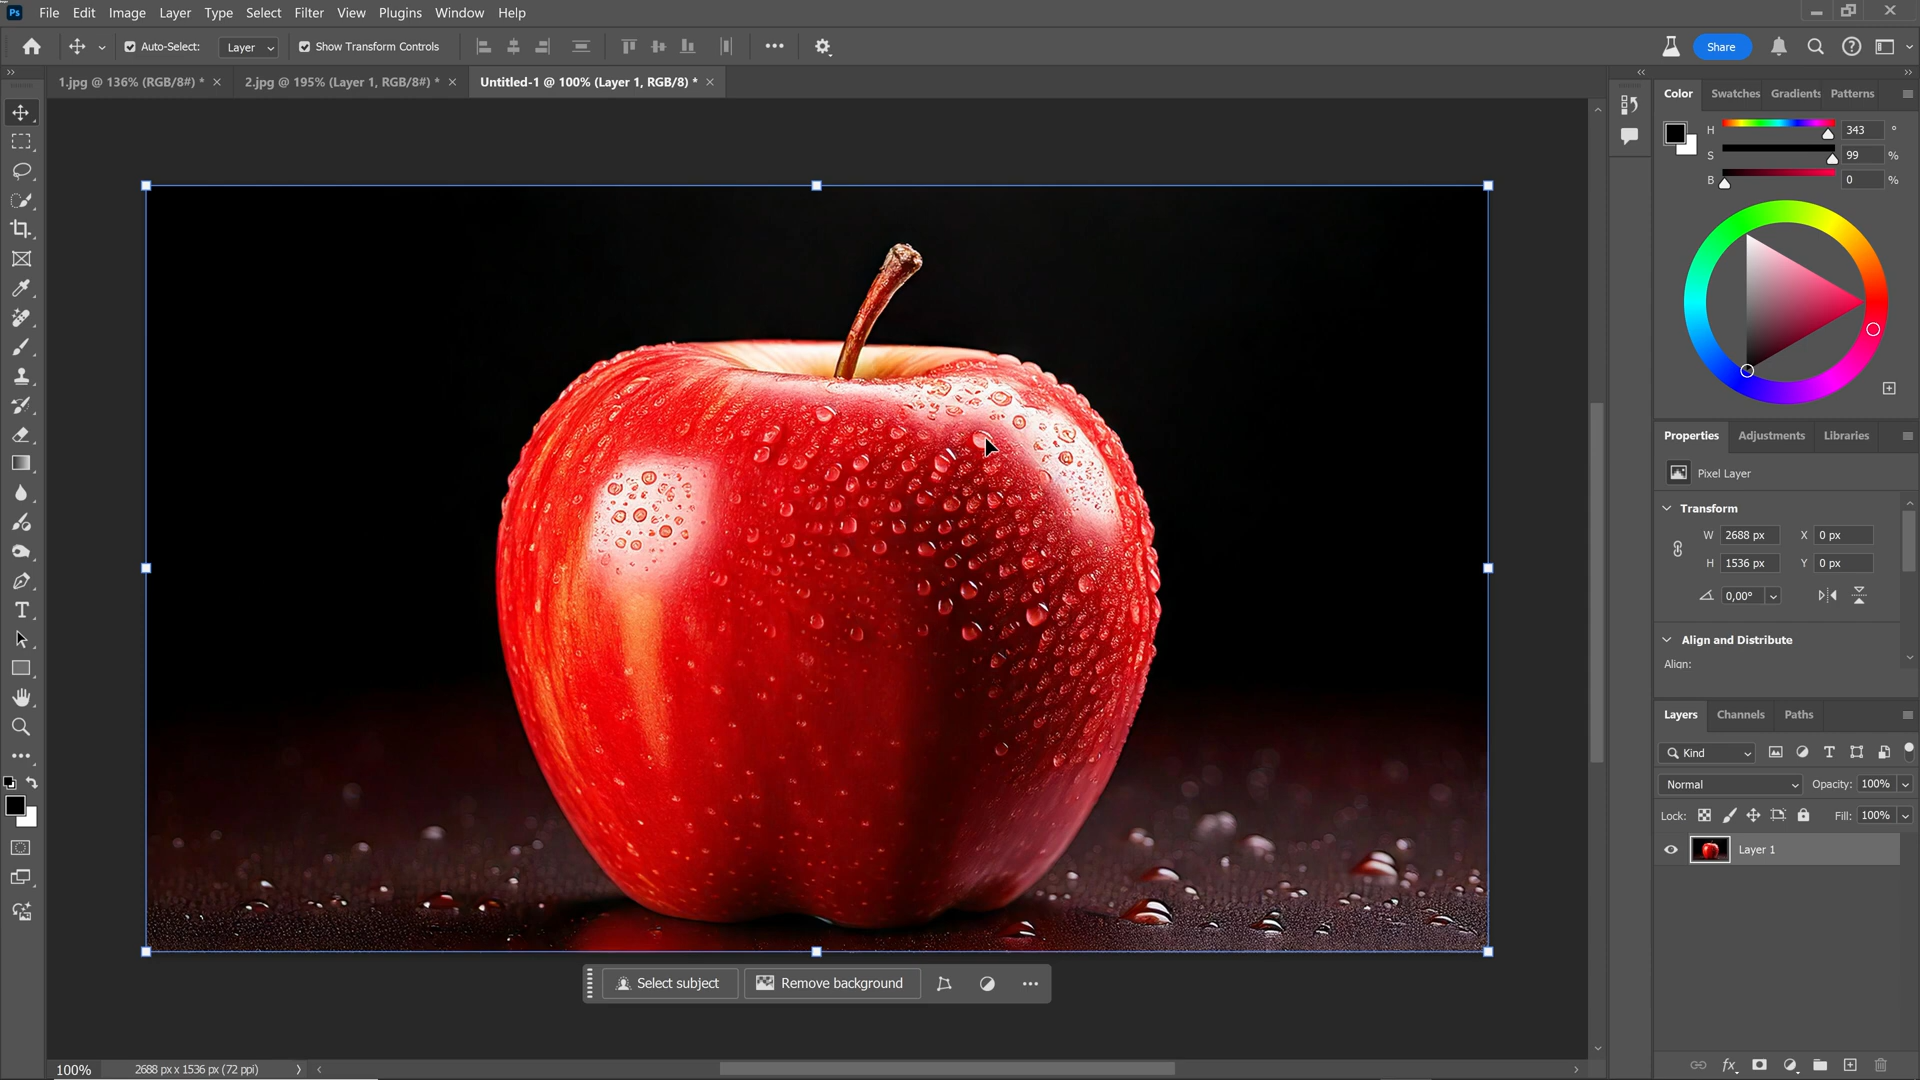 Ps File Edit Image Layer Type Select Filter View Plugins Window Help
Auto-Select: Layer Show Transform Controls Share
1.jpg @ 136% (RGB/8#) * 2.jpg @ 195% (Layer 1, RGB/8#) * Untitled-1 @ 100% (Layer 1, RGB/8) *
Color Swatches Gradients Patterns
H 343 °
S 99 %
B 0 %
Properties Adjustments Libraries
Pixel Layer
Transform
W 2688 px X 0 px
H 1536 px Y 0 px
0,00°
Align and Distribute
Align:
Layers Channels Paths
Kind
Normal Opacity: 100%
Lock: Fill: 100%
Layer 1
Select subject Remove background
100% 2688 px x 1536 px (72 ppi)
fx